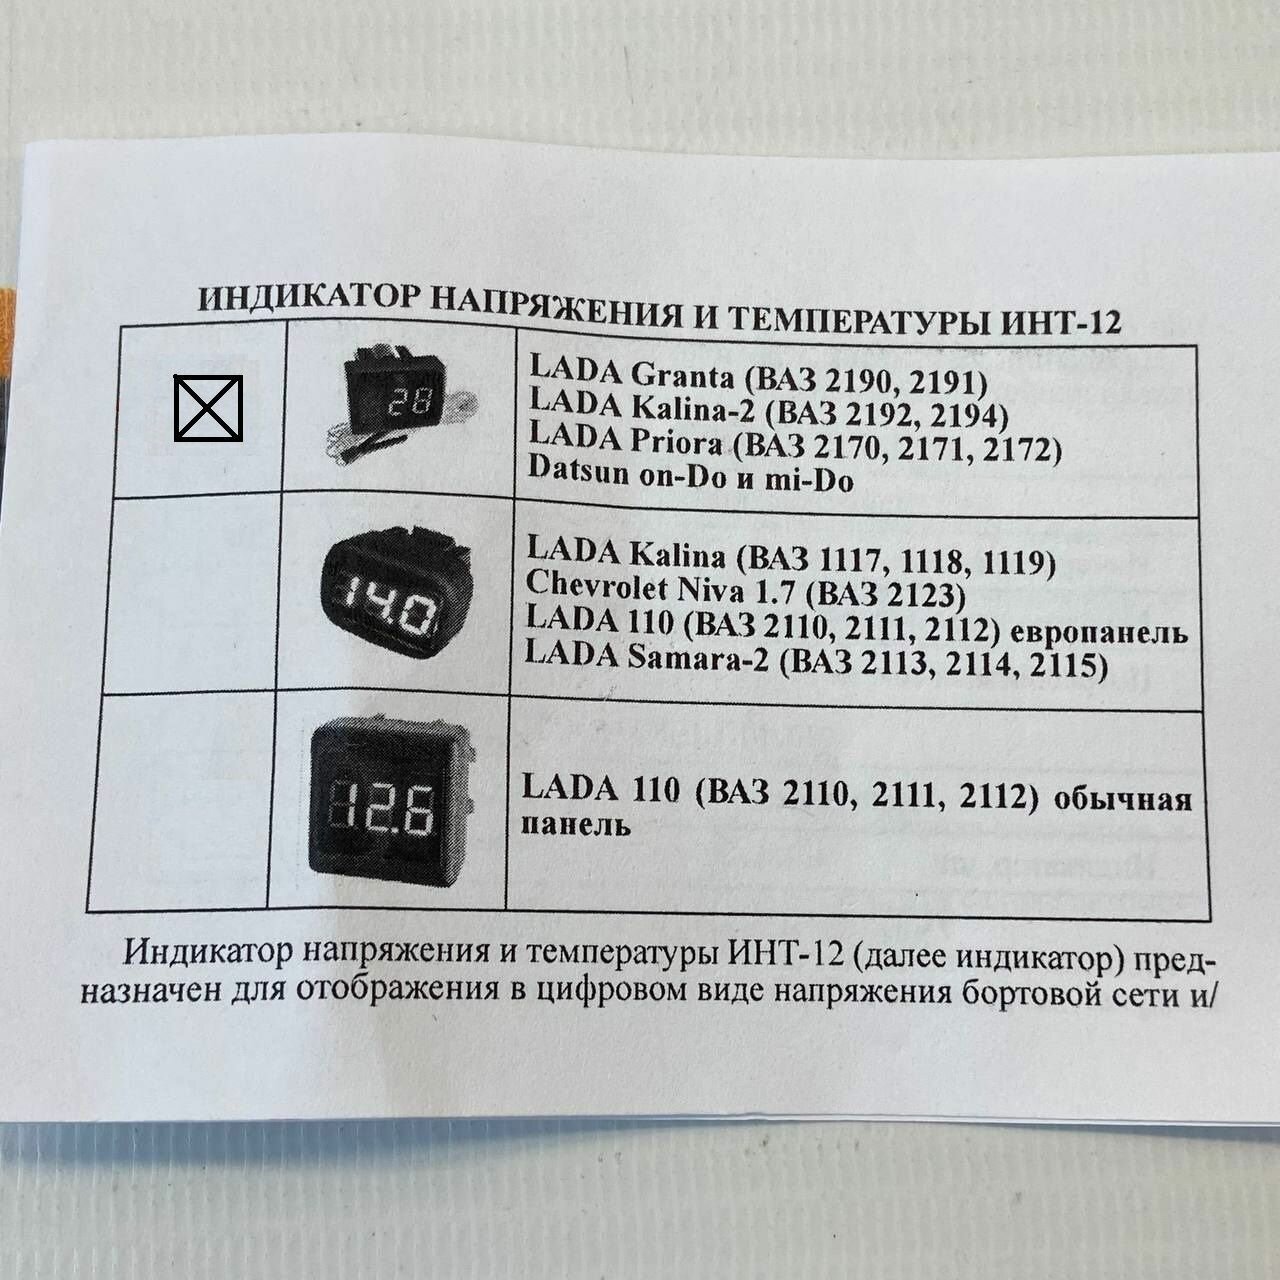 ИНДИКАТОР НАПРЯЖЕНИЯ И ТЕМПЕРАТУРЫ ИНТ-12
28
LADA Granta (ВАЗ 2190, 2191)
LADA Kalina-2 (ВАЗ 2192, 2194)
LADA Priora (ВАЗ 2170, 2171, 2172)
Datsun on-Do и mi-Do
14.0
LADA Kalina (ВАЗ 1117, 1118, 1119)
Chevrolet Niva 1.7 (ВАЗ 2123)
LADA 110 (ВАЗ 2110, 2111, 2112) европанель
LADA Samara-2 (ВАЗ 2113, 2114, 2115)
12.6
LADA 110 (ВАЗ 2110, 2111, 2112) обычная
панель
Индикатор напряжения и температуры ИНТ-12 (далее индикатор) пред-
назначен для отображения в цифровом виде напряжения бортовой сети и/